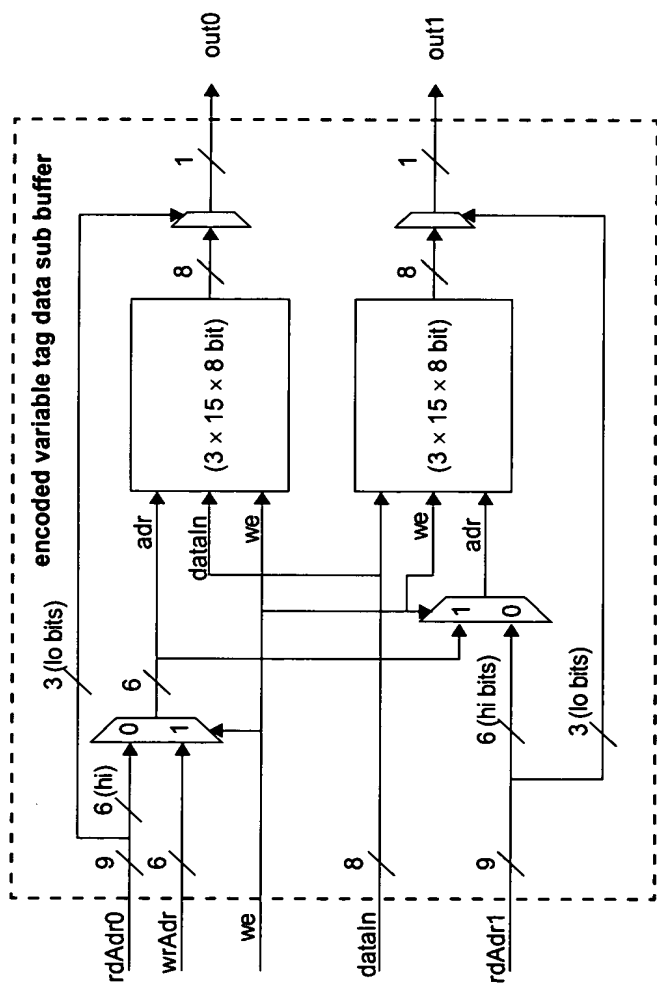 encoded variable tag data sub buffer
rdAdr0
9
6 (hi)
3 (lo bits)
wrAdr
6
0
1
6
we
adr
dataIn
we
(3 × 15 × 8 bit)
8
1
out0
dataIn
8
rdAdr1
9
6 (hi bits)
3 (lo bits)
1
0
we
adr
(3 × 15 × 8 bit)
8
1
out1